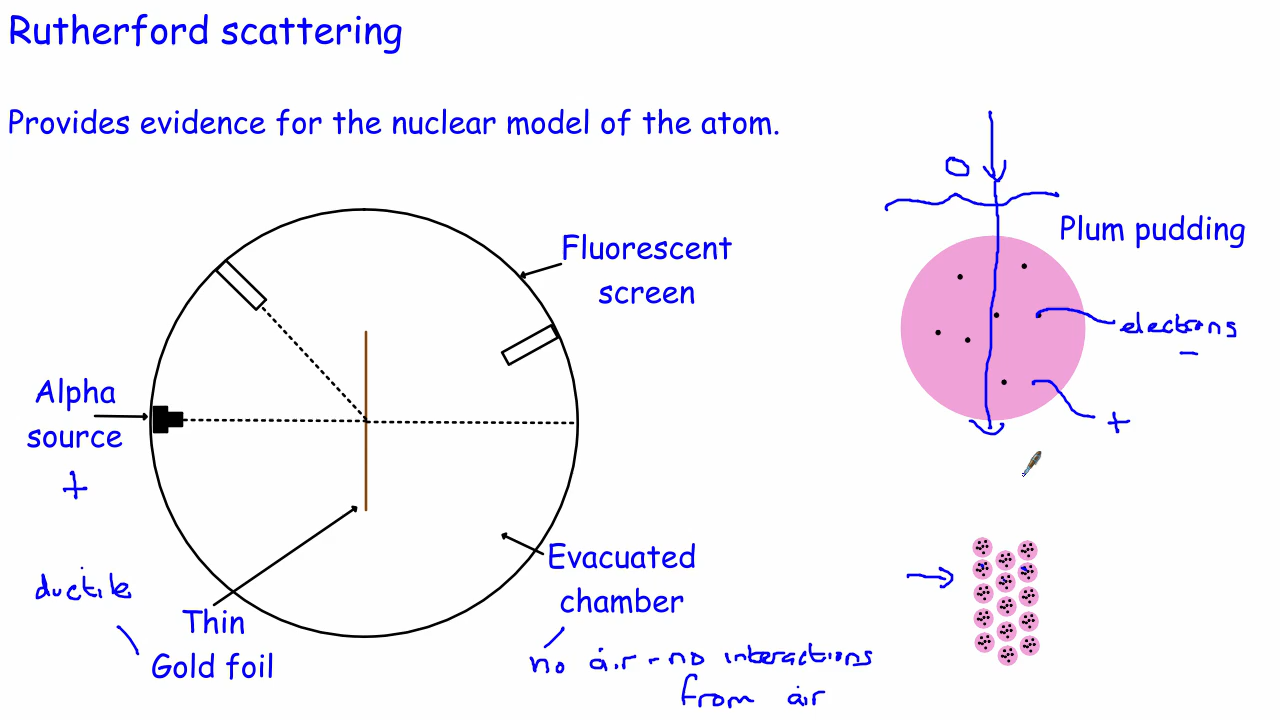 Rutherford scattering
Provides evidence for the nuclear model of the atom.
Plum pudding
Fluorescent
screen
electrons
-
+
Alpha
source
+
Evacuated
chamber
ductile
Thin
Gold foil
no air - no interactions
from air